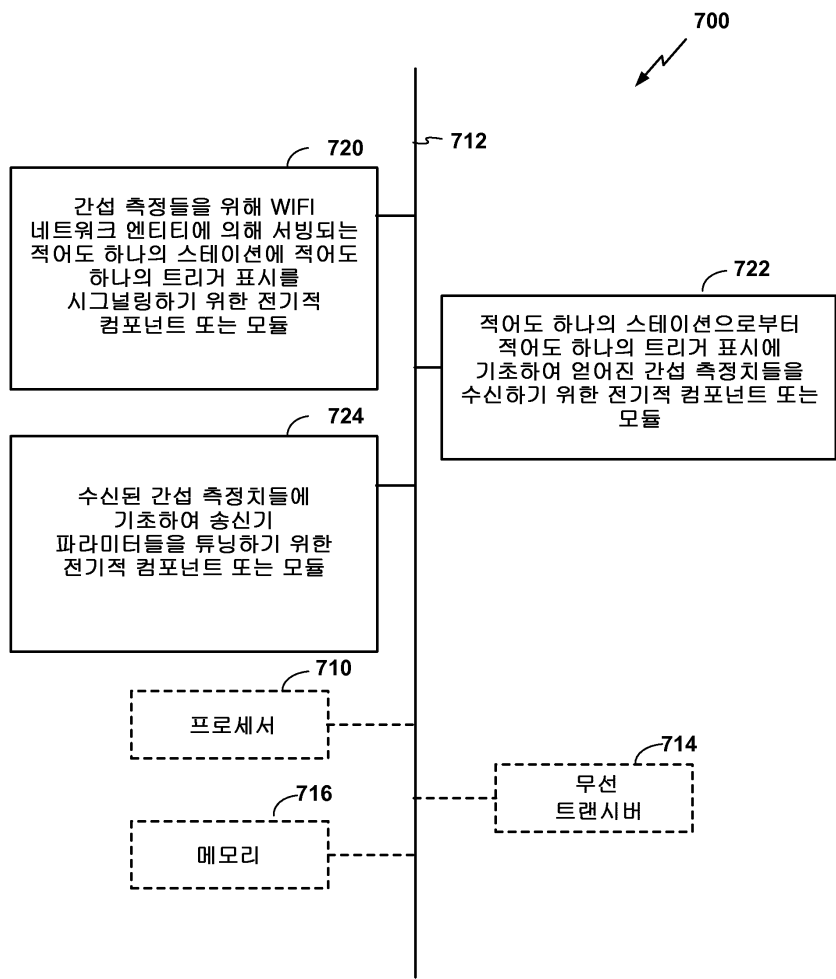 700
712
720
간섭 측정들을 위해 WIFI
네트워크 엔티티에 의해 서빙되는
적어도 하나의 스테이션에 적어도
하나의 트리거 표시를
시그널링하기 위한 전기적
컴포넌트 또는 모듈
722
적어도 하나의 스테이션으로부터
적어도 하나의 트리거 표시에
기초하여 얻어진 간섭 측정치들을
수신하기 위한 전기적 컴포넌트 또는
모듈
724
수신된 간섭 측정치들에
기초하여 송신기
파라미터들을 튜닝하기 위한
전기적 컴포넌트 또는 모듈
710
프로세서
714
무선
트랜시버
716
메모리